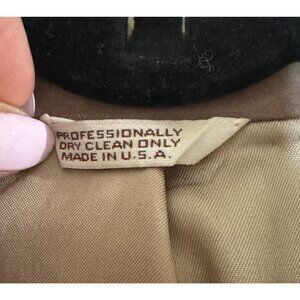 PROFESSIONALLY
DRY CLEAN ONLY
MADE IN U.S.A.